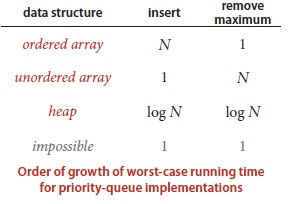 data structure insert remove maximum
ordered array N 1
unordered array 1 N
heap log N log N
impossible 1 1
Order of growth of worst-case running time
for priority-queue implementations